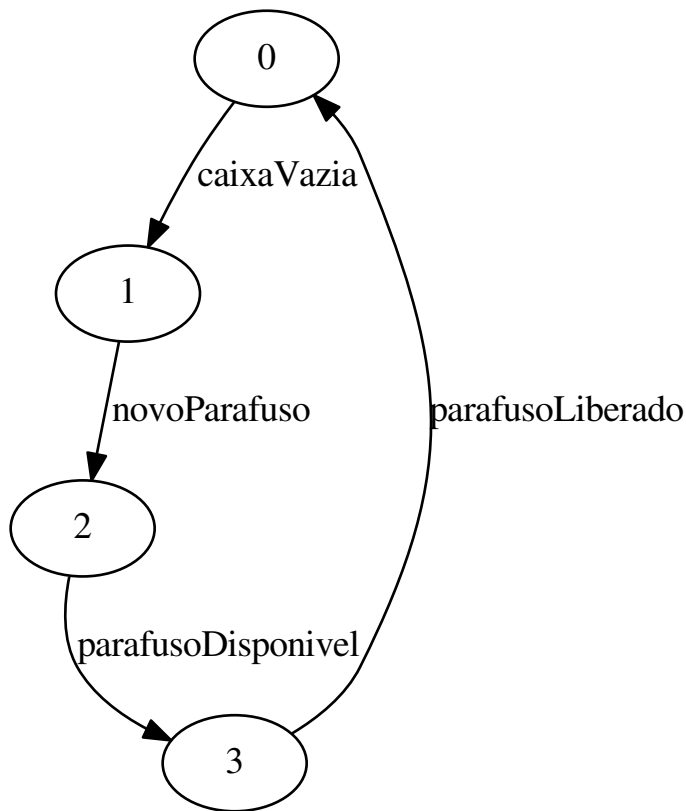 0
caixaVazia
1
novoParafuso
parafusoLiberado
2
parafusoDisponivel
3